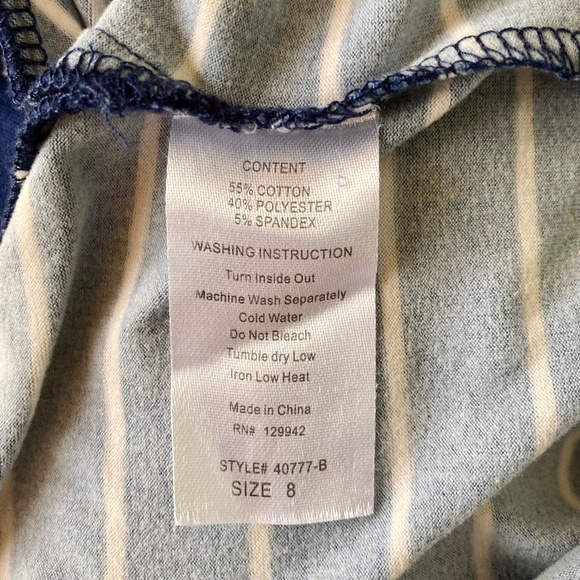 CONTENT
55% COTTON
40% POLYESTER
5% SPANDEX
WASHING INSTRUCTION
Turn Inside Out
Machine Wash Separately
Cold Water
Do Not Bleach
Tumble dry Low
Iron Low Heat
Made in China
RN# 129942
STYLE# 40777-B
SIZE 8